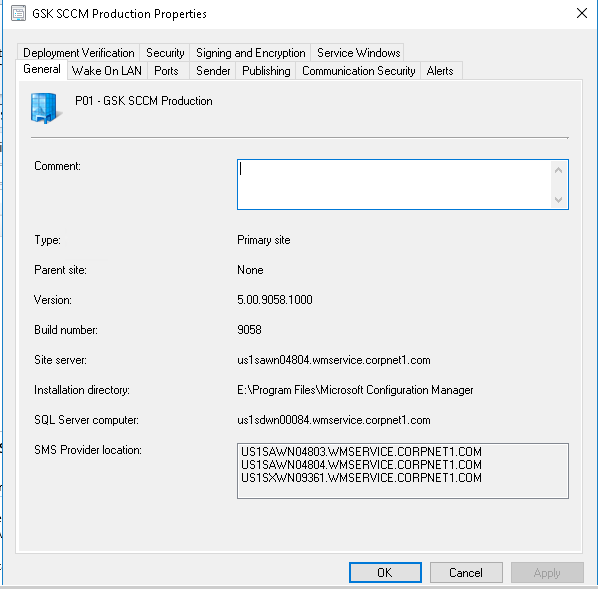 GSK SCCM Production Properties
Deployment Verification Security Signing and Encryption Service Windows
General Wake On LAN Ports Sender Publishing Communication Security Alerts
P01 - GSK SCCM Production
Comment:
Type: Primary site
Parent site: None
Version: 5.00.9058.1000
Build number: 9058
Site server: us1sawn04804.wmservice.corpnet1.com
Installation directory: E:\Program Files\Microsoft Configuration Manager
SQL Server computer: us1sdwn00084.wmservice.corpnet1.com
SMS Provider location: US1SAWN04803.WMSERVICE.CORPNET1.COM
US1SAWN04804.WMSERVICE.CORPNET1.COM
US1SXWN09361.WMSERVICE.CORPNET1.COM
OK Cancel Apply